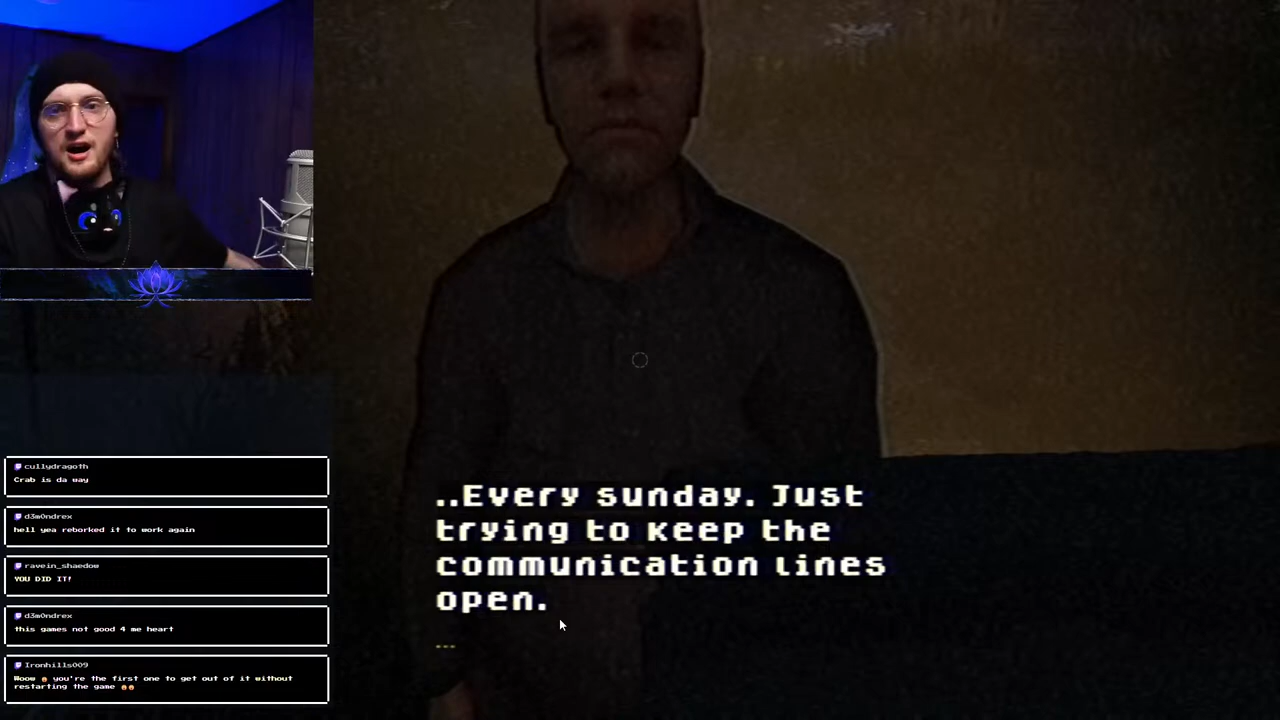 ..Every sunday. Just
trying to keep the
communication lines
open.
---
cullydragoth
Crab is da way
d3m0ndrex
hell yea reborked it to work again
ravein_shaedow
YOU DID IT!
d3m0ndrex
this games not good 4 me heart
Ironhills009
Woow 😱 you're the first one to get out of it without
restarting the game 😱😱